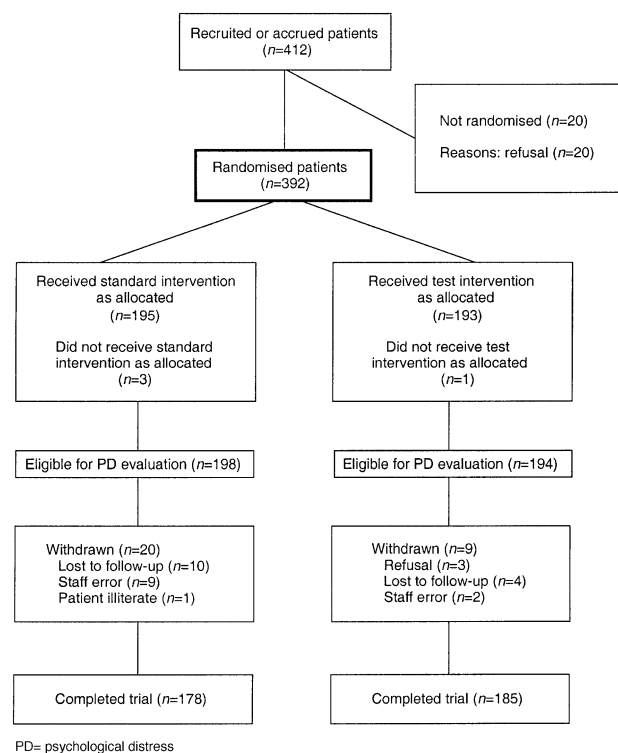 Recruited or accrued patients
(n=412)
Not randomised (n=20)
Reasons: refusal (n=20)
Randomised patients
(n=392)
Received standard intervention
as allocated
(n=195)
Did not receive standard
intervention as allocated
(n=3)
Received test intervention
as allocated
(n=193)
Did not receive test
intervention as allocated
(n=1)
Eligible for PD evaluation (n=198)
Eligible for PD evaluation (n=194)
Withdrawn (n=20)
Lost to follow-up (n=10)
Staff error (n=9)
Patient illiterate (n=1)
Withdrawn (n=9)
Refusal (n=3)
Lost to follow-up (n=4)
Staff error (n=2)
Completed trial (n=178)
Completed trial (n=185)
PD= psychological distress